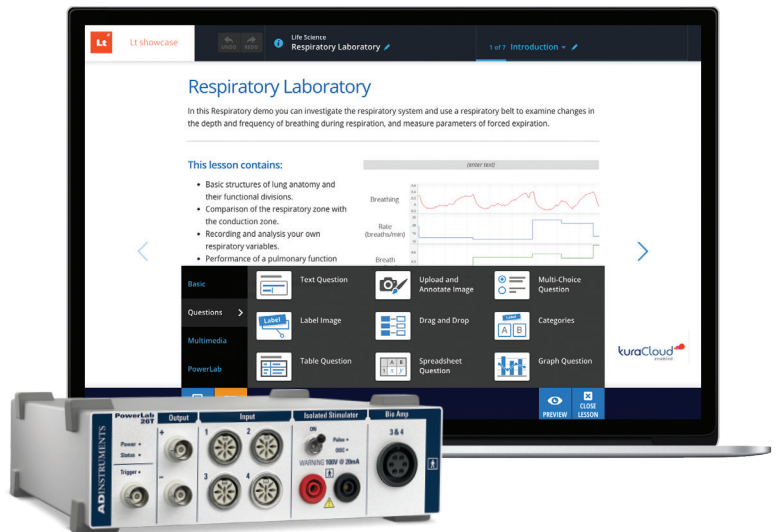 Lt
Lt showcase
UNDO
REDO
Life Science
Respiratory Laboratory
1 of 7 Introduction
Respiratory Laboratory
In this Respiratory demo you can investigate the respiratory system and use a respiratory belt to examine changes in
the depth and frequency of breathing during respiration, and measure parameters of forced expiration.
This lesson contains:
• Basic structures of lung anatomy and
their functional divisions.
• Comparison of the respiratory zone with
the conduction zone.
• Recording and analysis your own
respiratory variables.
• Performance of a pulmonary function
(enter text)
Breathing
Rate
(breaths/min)
Breath
Basic
Questions
Multimedia
PowerLab
Text Question
Upload and
Annotate Image
Multi-Choice
Question
Label
Label Image
Drag and Drop
Label
A B
Categories
Table Question
A B
1 x y
Spreadsheet
Question
Graph Question
kuraCloud
enabled
PREVIEW
CLOSE
LESSON
ADINSTRUMENTS
PowerLab
26T
Power
Status
Trigger
Output
+
−
Input
1
2
3
4
Isolated Stimulator
ON
Pulse
OOC
WARNING 100V @ 20mA
Bio Amp
3&4